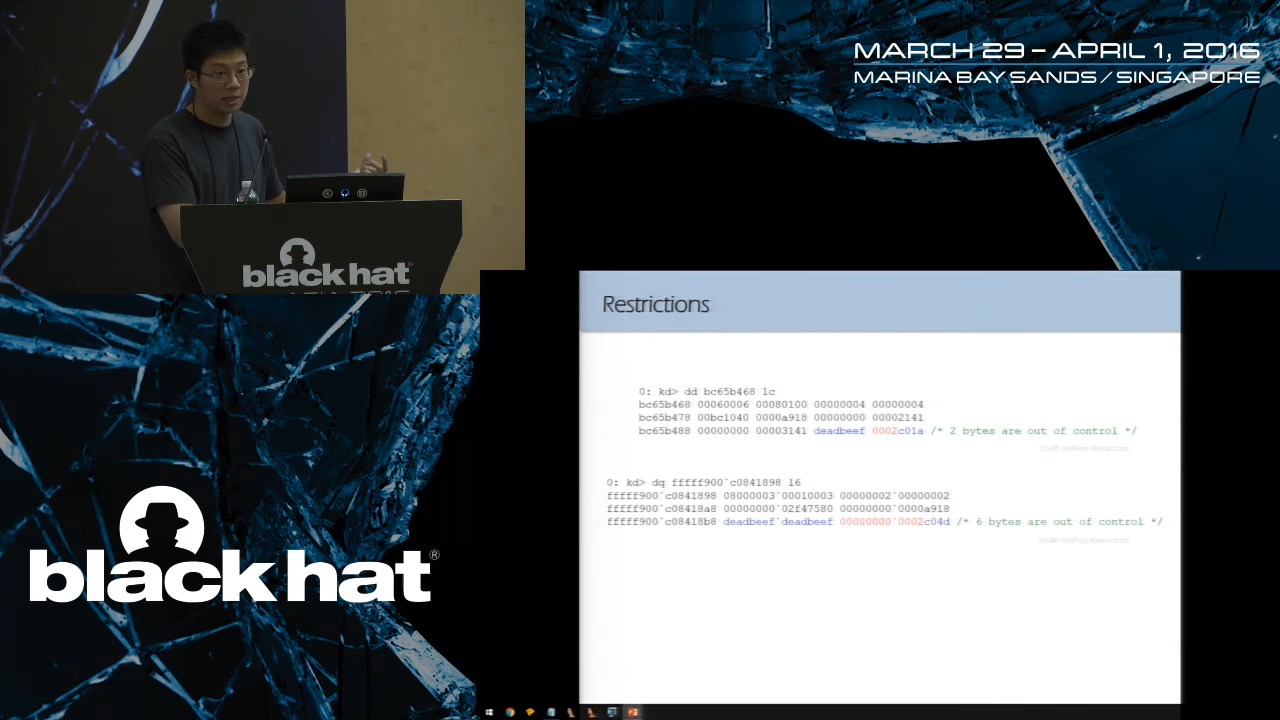 MARCH 29 - APRIL 1, 2016
MARINA BAY SANDS / SINGAPORE
black hat
Restrictions
0: kd> dd bc65b468 lc
bc65b468 00060006 00080100 00000004 00000004
bc65b478 00bc1040 0000a918 00000000 00002141
bc65b488 00000000 00003141 deadbeef 0002c01a /* 2 bytes are out of control */
0: kd> dq fffff900`c0841898 l6
fffff900`c0841898 08000003`00010003 00000002`00000002
fffff900`c08418a8 00000000`02f47580 00000000`0000a918
fffff900`c08418b8 deadbeef`deadbeef 00000000`0002c04d /* 6 bytes are out of control */
black hat®